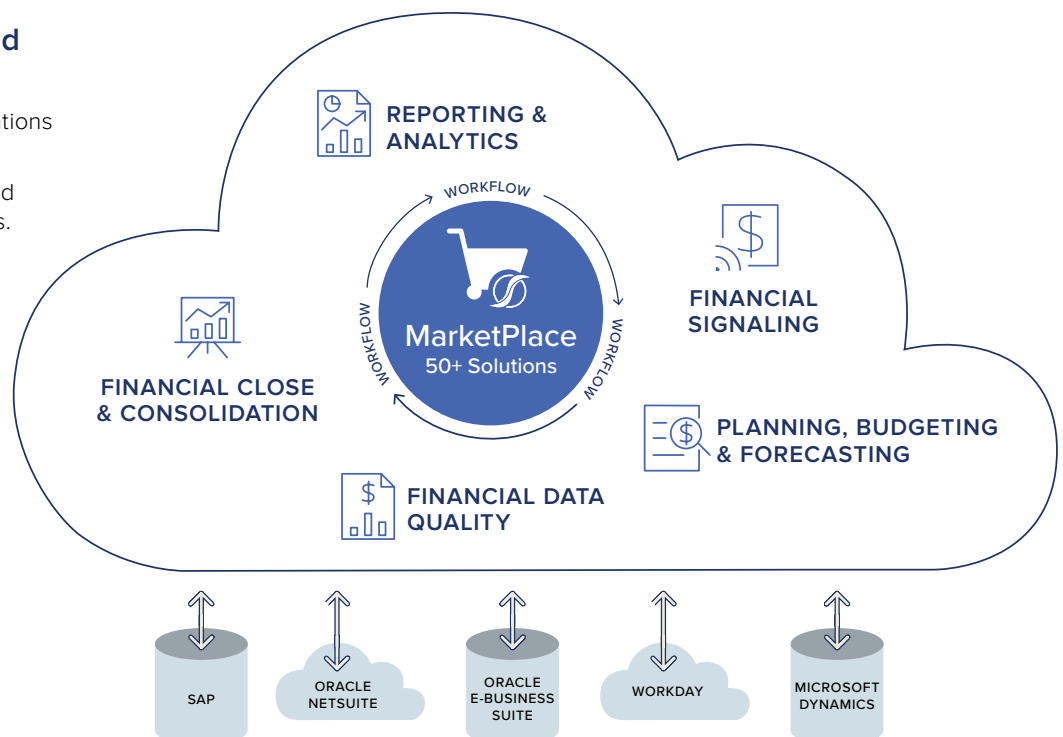 d
tions
d
s.
REPORTING &
ANALYTICS
WORKFLOW
MarketPlace
50+ Solutions
WORKFLOW
WORKFLOW
FINANCIAL
SIGNALING
FINANCIAL CLOSE
& CONSOLIDATION
PLANNING, BUDGETING
& FORECASTING
FINANCIAL DATA
QUALITY
SAP
ORACLE
NETSUITE
ORACLE
E-BUSINESS
SUITE
WORKDAY
MICROSOFT
DYNAMICS